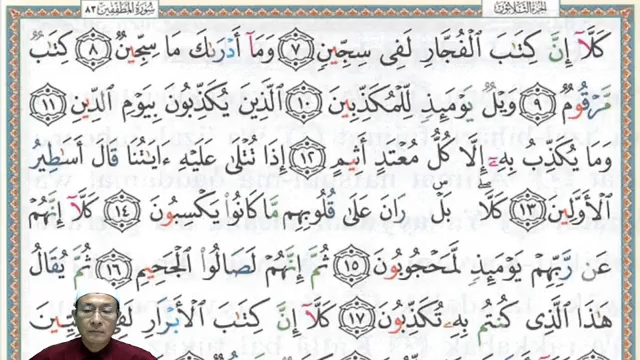 الجزء الثلاثون
سورة المطففين ٨٣
كَلَّآ إِنَّ كِتَٰبَ ٱلْفُجَّارِ لَفِى سِجِّينٍ ٧ وَمَآ أَدْرَىٰكَ مَا سِجِّينٌ ٨ كِتَٰبٌ
مَّرْقُومٌ ٩ وَيْلٌ يَوْمَئِذٍ لِّلْمُكَذِّبِينَ ١٠ ٱلَّذِينَ يُكَذِّبُونَ بِيَوْمِ ٱلدِّينِ ١١
وَمَا يُكَذِّبُ بِهِۦٓ إِلَّا كُلُّ مُعْتَدٍ أَثِيمٍ ١٢ إِذَا تُتْلَىٰ عَلَيْهِ ءَايَٰتُنَا قَالَ أَسَٰطِيرُ
ٱلْأَوَّلِينَ ١٣ كَلَّا ۖ بَلْ ۜ رَانَ عَلَىٰ قُلُوبِهِم مَّا كَانُوا۟ يَكْسِبُونَ ١٤ كَلَّآ إِنَّهُمْ
عَن رَّبِّهِمْ يَوْمَئِذٍ لَّمَحْجُوبُونَ ١٥ ثُمَّ إِنَّهُمْ لَصَالُوا۟ ٱلْجَحِيمِ ١٦ ثُمَّ يُقَالُ
هَٰذَا ٱلَّذِى كُنتُم بِهِۦ تُكَذِّبُونَ ١٧ كَلَّآ إِنَّ كِتَٰبَ ٱلْأَبْرَارِ لَفِى